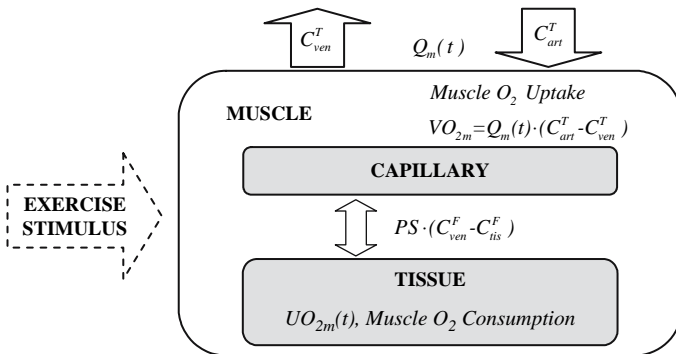 C^T_ven
Q_m(t)
C^T_art
Muscle O_2 Uptake
MUSCLE
VO_2m=Q_m(t)·(C^T_art-C^T_ven)
CAPILLARY
EXERCISE
STIMULUS
PS·(C^F_ven-C^F_tis)
TISSUE
UO_2m(t), Muscle O_2 Consumption